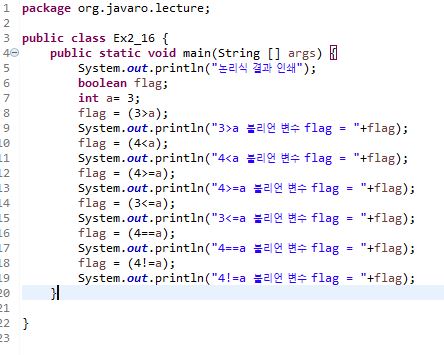 1 package org.javaro.lecture;
2
3 public class Ex2_16 {
4 public static void main(String [] args) {
5 System.out.println("논리식 결과 인쇄");
6 boolean flag;
7 int a= 3;
8 flag = (3>a);
9 System.out.println("3>a 불리언 변수 flag = "+flag);
10 flag = (4<a);
11 System.out.println("4<a 불리언 변수 flag = "+flag);
12 flag = (4>=a);
13 System.out.println("4>=a 불리언 변수 flag = "+flag);
14 flag = (3<=a);
15 System.out.println("3<=a 불리언 변수 flag = "+flag);
16 flag = (4==a);
17 System.out.println("4==a 불리언 변수 flag = "+flag);
18 flag = (4!=a);
19 System.out.println("4!=a 불리언 변수 flag = "+flag);
20 }
21
22 }
23